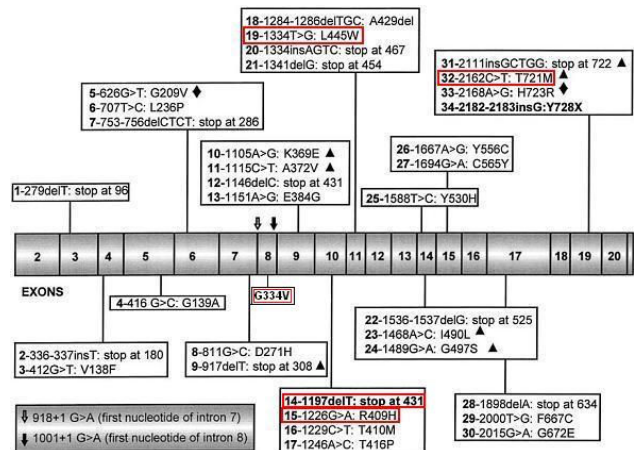 18-1284-1286delTGC: A429del
19-1334T>G: L445W
20-1334insAGTC: stop at 467
21-1341delG: stop at 454
31-2111insGCTGG: stop at 722 ▲
32-2162C>T: T721M ▲
33-2168A>G: H723R ♦
34-2182-2183insG:Y728X
5-626G>T: G209V ♦
6-707T>C: L236P
7-753-756delCTCT: stop at 286
10-1105A>G: K369E ▲
11-1115C>T: A372V ▲
12-1146delC: stop at 431
13-1151A>G: E384G
26-1667A>G: Y556C
27-1694G>A: C565Y
1-279delT: stop at 96
25-1588T>C: Y530H
2 3 4 5 6 7 8 9 10 11 12 13 14 15 16 17 18 19 20
EXONS
4-416 G>C: G139A
G334V
2-336-337insT: stop at 180
3-412G>T: V138F
8-811G>C: D271H
9-917delT: stop at 308 ▲
22-1536-1537delG: stop at 525
23-1468A>C: I490L ▲
24-1489G>A: G497S ▲
14-1197delT: stop at 431
15-1226G>A: R409H
16-1229C>T: T410M
17-1246A>C: T416P
28-1898delA: stop at 634
29-2000T>G: F667C
30-2015G>A: G672E
918+1 G>A (first nucleotide of intron 7)
1001+1 G>A (first nucleotide of intron 8)